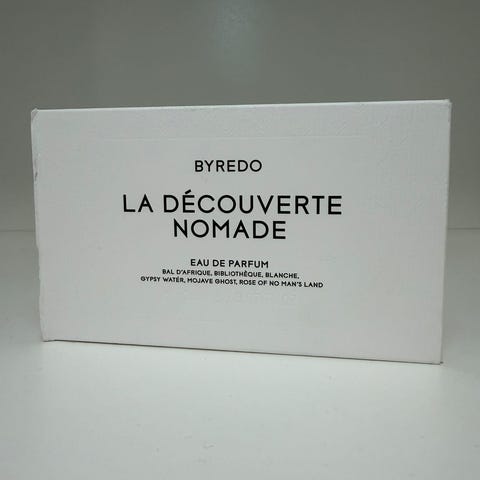 BYREDO
LA DÉCOUVERTE
NOMADE
EAU DE PARFUM
BAL D'AFRIQUE, BIBLIOTHÈQUE, BLANCHE,
GYPSY WATER, MOJAVE GHOST, ROSE OF NO MAN'S LAND